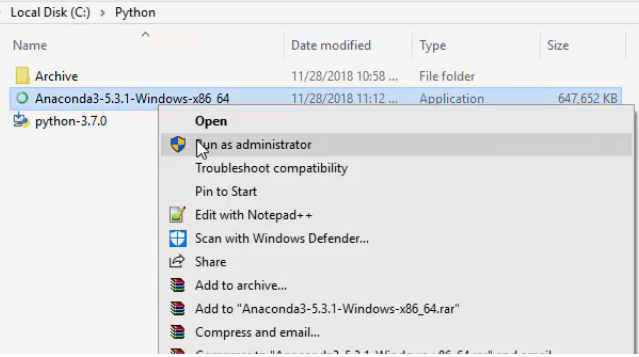 Local Disk (C:) > Python
Name Date modified Type Size
Archive 11/28/2018 10:58 ... File folder
Anaconda3-5.3.1-Windows-x86_64 11/28/2018 11:12 ... Application 647,652 KB
python-3.7.0
Open
Run as administrator
Troubleshoot compatibility
Pin to Start
Edit with Notepad++
Scan with Windows Defender...
Share
Add to archive...
Add to "Anaconda3-5.3.1-Windows-x86_64.rar"
Compress and email...
Compress to "Anaconda3-5.3.1-Windows-x86_64.rar" and email